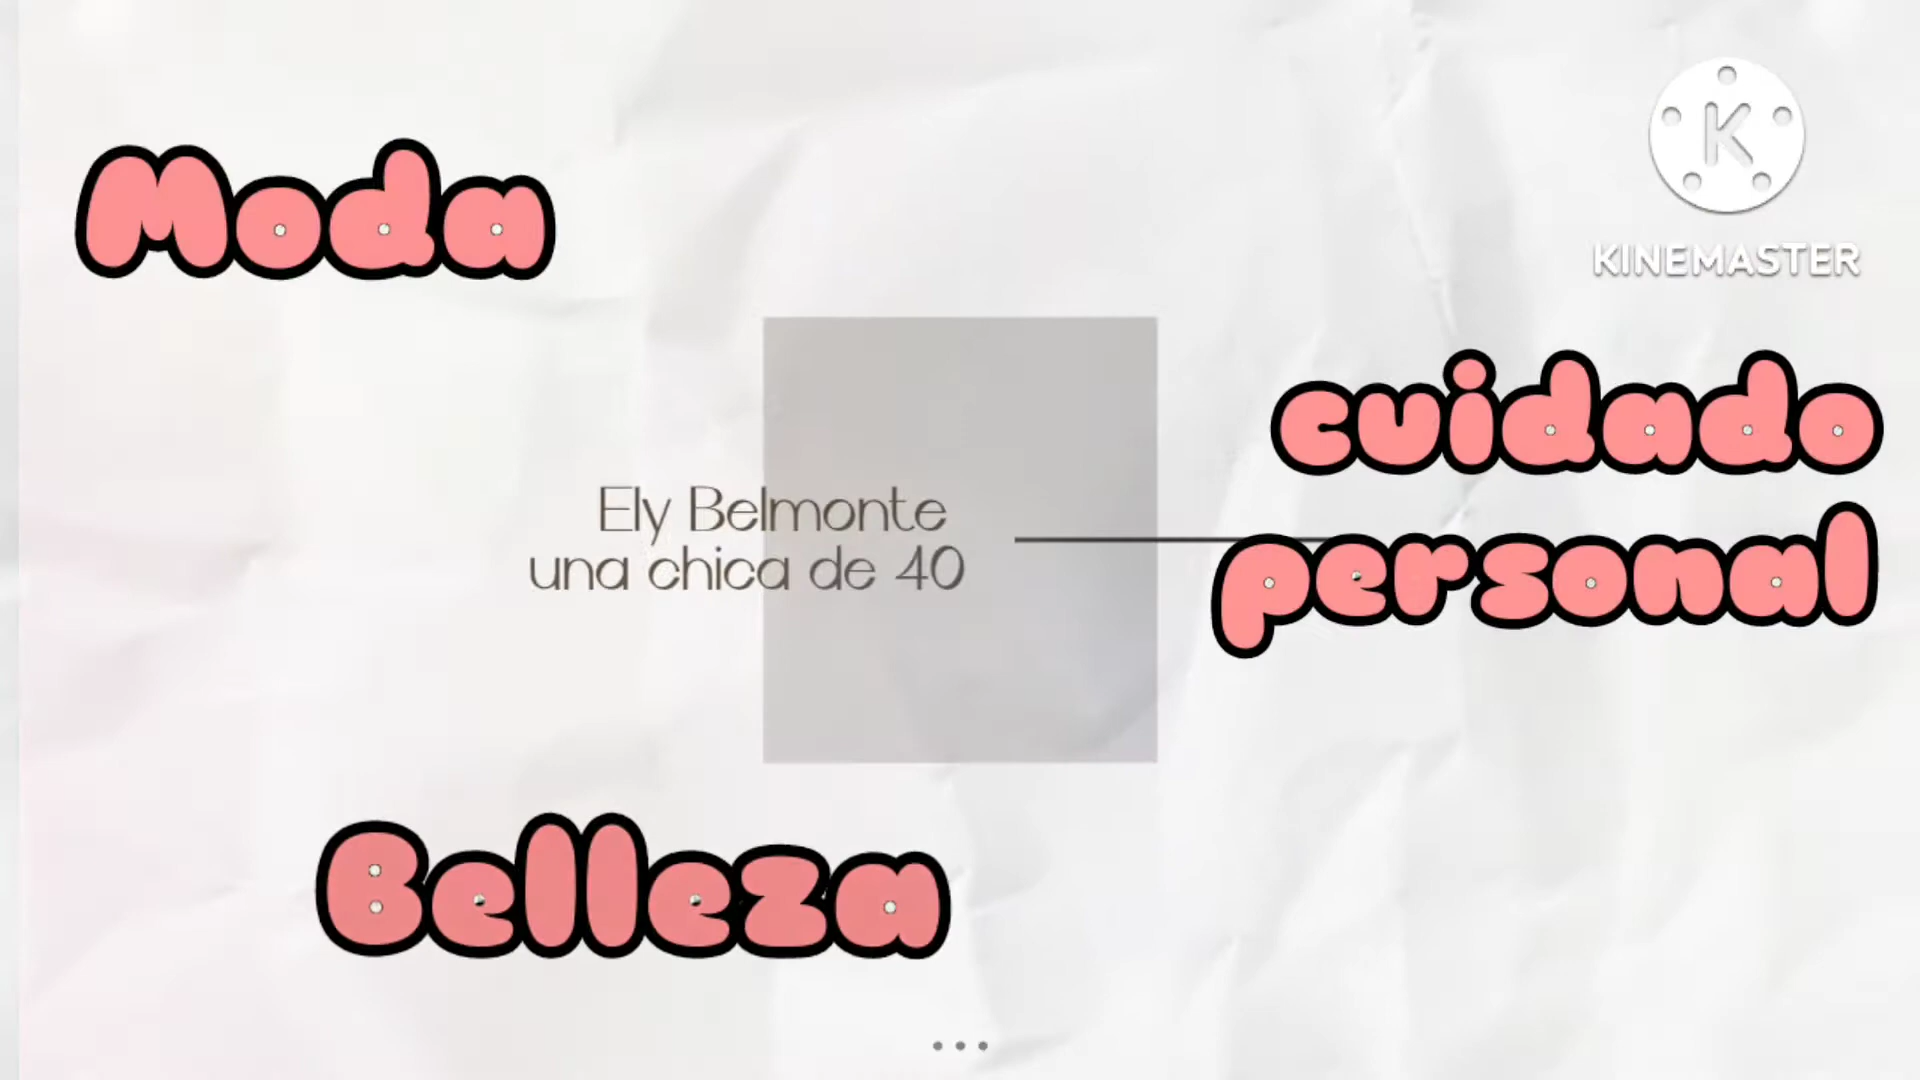 Moda
K
KINEMASTER
cuidado
personal
Ely Belmonte
una chica de 40
Belleza